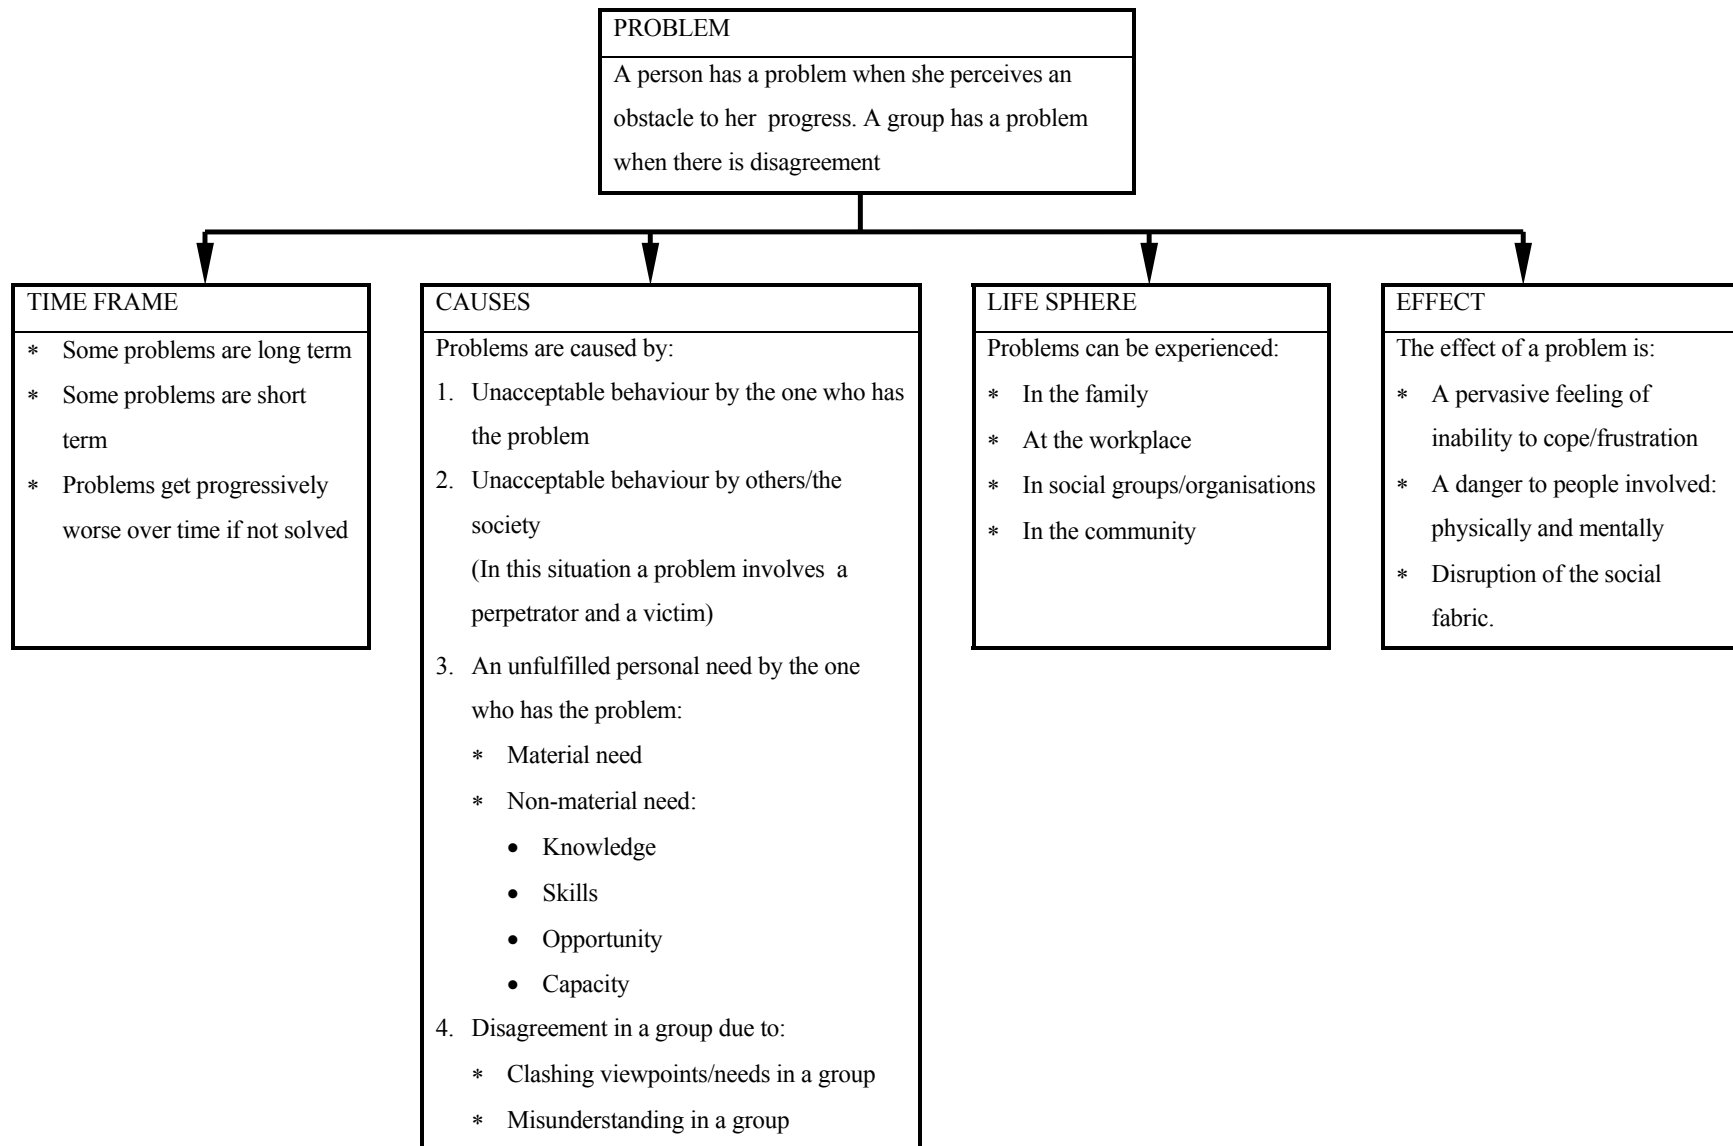 PROBLEM
A person has a problem when she perceives an
obstacle to her progress. A group has a problem
when there is disagreement
TIME FRAME
* Some problems are long term
* Some problems are short
term
* Problems get progressively
worse over time if not solved
CAUSES
Problems are caused by:
1. Unacceptable behaviour by the one who has
the problem
2. Unacceptable behaviour by others/the
society
(In this situation a problem involves a
perpetrator and a victim)
3. An unfulfilled personal need by the one
who has the problem:
* Material need
* Non-material need:
• Knowledge
• Skills
• Opportunity
• Capacity
4. Disagreement in a group due to:
* Clashing viewpoints/needs in a group
* Misunderstanding in a group
LIFE SPHERE
Problems can be experienced:
* In the family
* At the workplace
* In social groups/organisations
* In the community
EFFECT
The effect of a problem is:
* A pervasive feeling of
inability to cope/frustration
* A danger to people involved:
physically and mentally
* Disruption of the social
fabric.